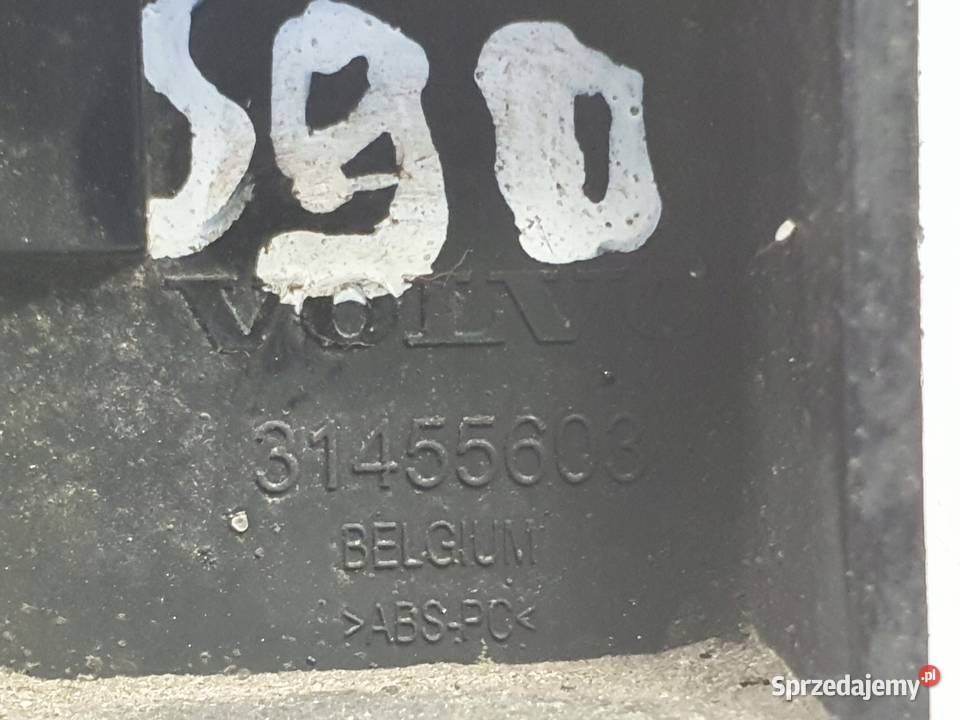 S90
VOLVO
31455603
BELGIUM
>ABS-PC<
Sprzedajemy.pl